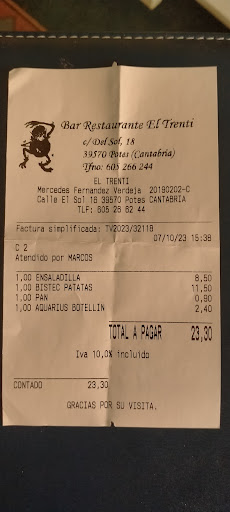 Bar Restaurante El Trenti
c/ Del Sol, 18
39570 Potes (Cantabria)
Tfno: 605 266 244
EL TRENTI
Mercedes Fernandez Verdeja 20180202-C
Calle El Sol 18 39570 Potes CANTABRIA
TLF: 605 26 62 44
Factura simplificada: TV2023/32118
07/10/23 15:38
C 2
Atendido por MARCOS
1,00 ENSALADILLA 8,50
1,00 BISTEC PATATAS 11,50
1,00 PAN 0,90
1,00 AQUARIUS BOTELLIN 2,40
TOTAL A PAGAR 23,30
Iva 10,0% incluido
CONTADO 23,30
GRACIAS POR SU VISITA.